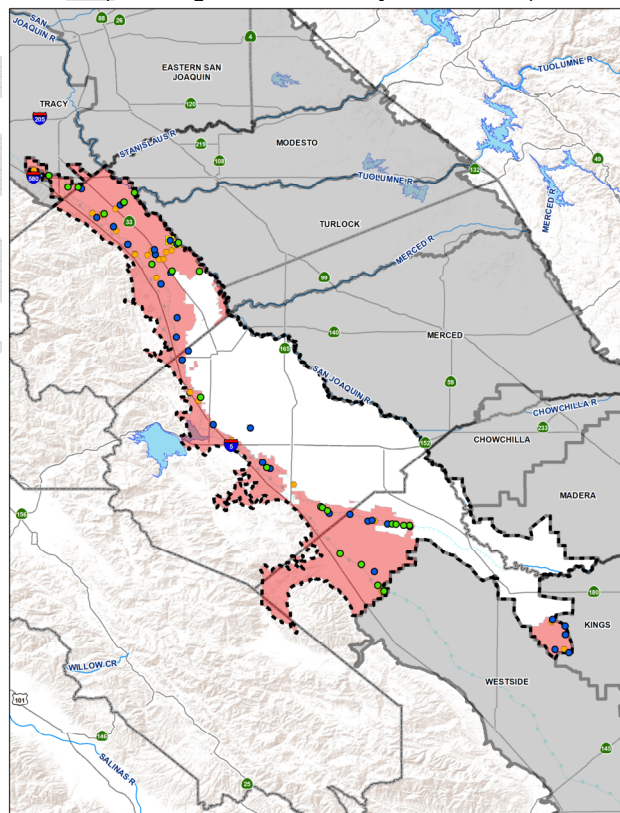 88
26
4
SAN
JOAQUIN R
EASTERN SAN
JOAQUIN
TUOLUMNE R
TRACY
120
205
STANISLAUS R
219
MODESTO
108
49
132
580
TUOLUMNE R
MERCED R
33
TURLOCK
MERCED R
99
140
MERCED
165
59
SAN JOAQUIN R
CHOWCHILLA R
233
5
152
CHOWCHILLA
MADERA
156
180
KINGS
WILLOW CR
WESTSIDE
101
146
145
SALINAS R
25